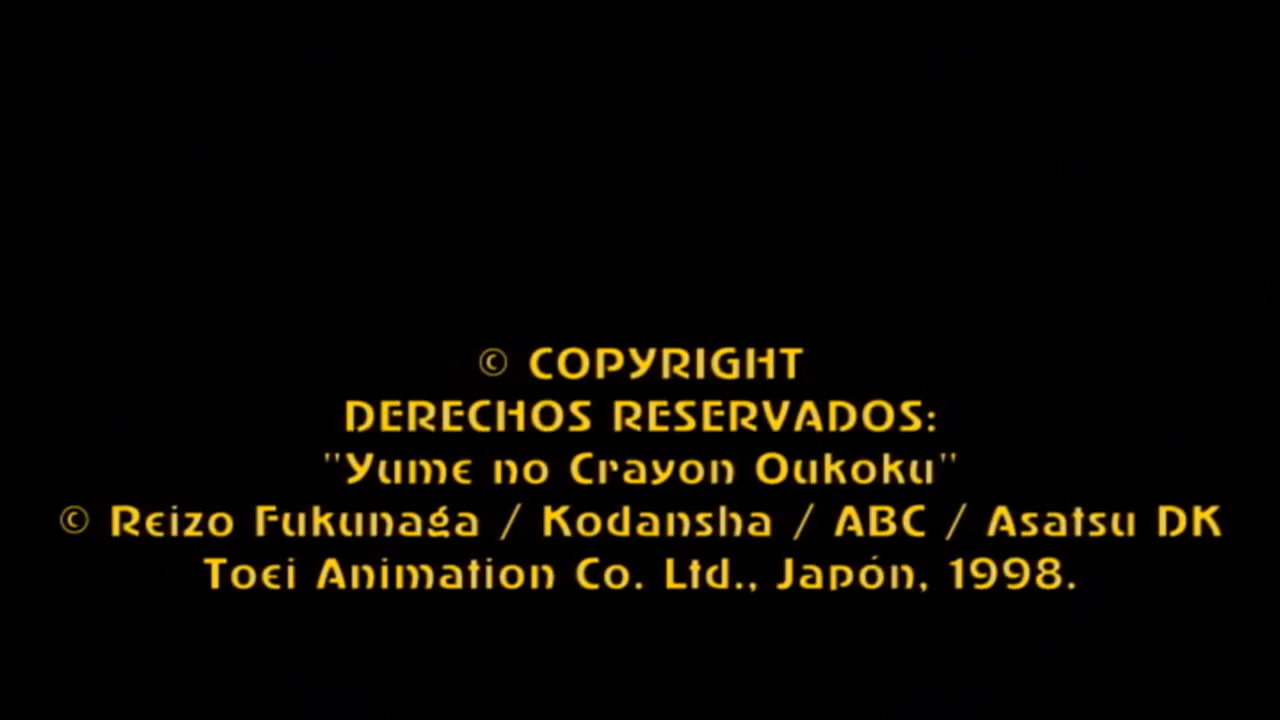 © COPYRIGHT
DERECHOS RESERVADOS:
"Yume no Crayon Oukoku"
© Reizo Fukunaga / Kodansha / ABC / Asatsu DK
Toei Animation Co. Ltd., Japón, 1998.